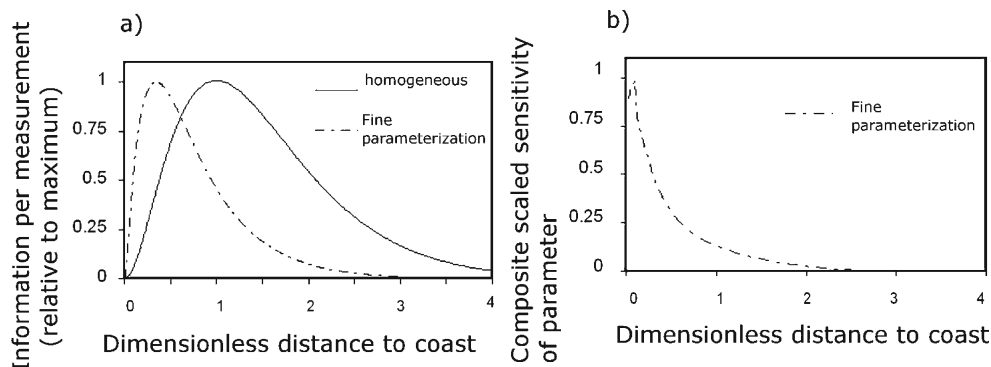 a)
Information per measurement
(relative to maximum)
1
0.75
0.5
0.25
0
homogeneous
Fine
parameterization
0
1
2
3
4
Dimensionless distance to coast
b)
Composite scaled sensitivity
of parameter
1
0.75
0.5
0.25
0
Fine
parameterization
0
1
2
3
4
Dimensionless distance to coast